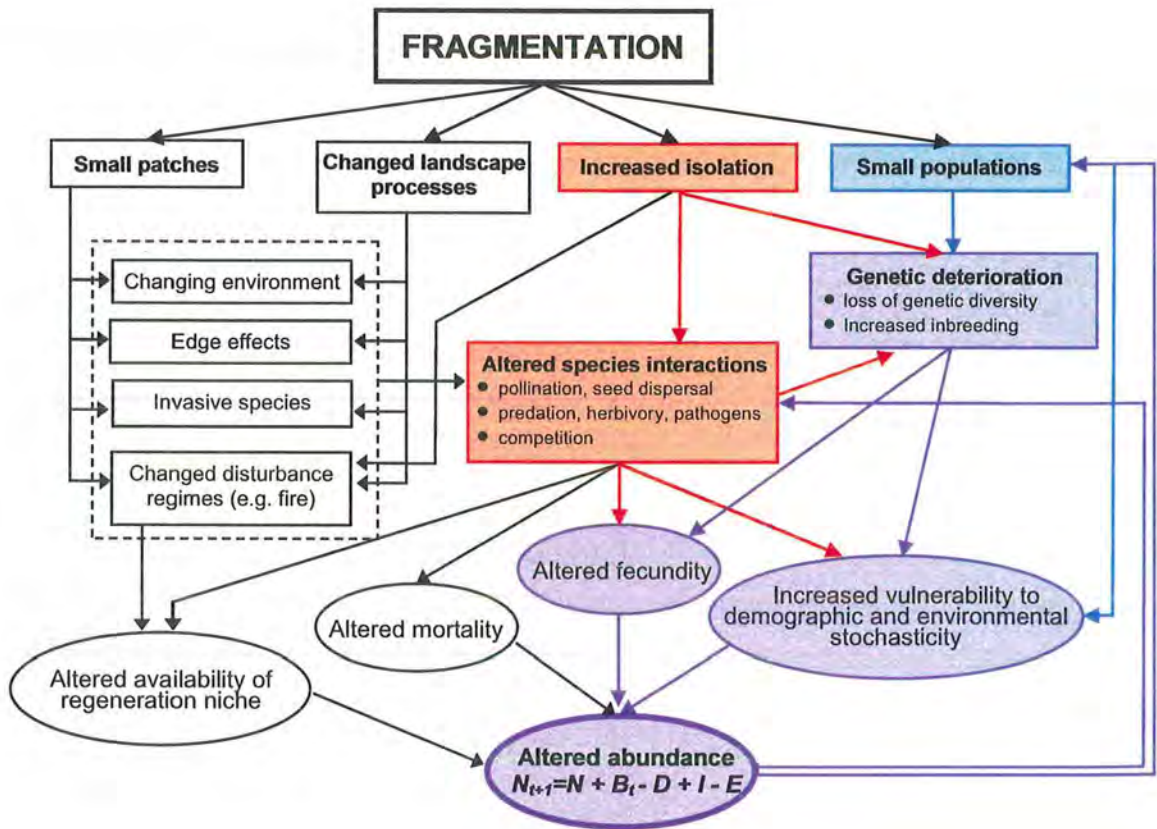 FRAGMENTATION
Small patches
Changed landscape
processes
Increased isolation
Small populations
Changing environment
Edge effects
Invasive species
Changed disturbance
regimes (e.g. fire)
Genetic deterioration
● loss of genetic diversity
● Increased inbreeding
Altered species interactions
● pollination, seed dispersal
● predation, herbivory, pathogens
● competition
Altered fecundity
Increased vulnerability to
demographic and environmental
stochasticity
Altered mortality
Altered availability of
regeneration niche
Altered abundance
Nt+1=N + Bt - D + I - E